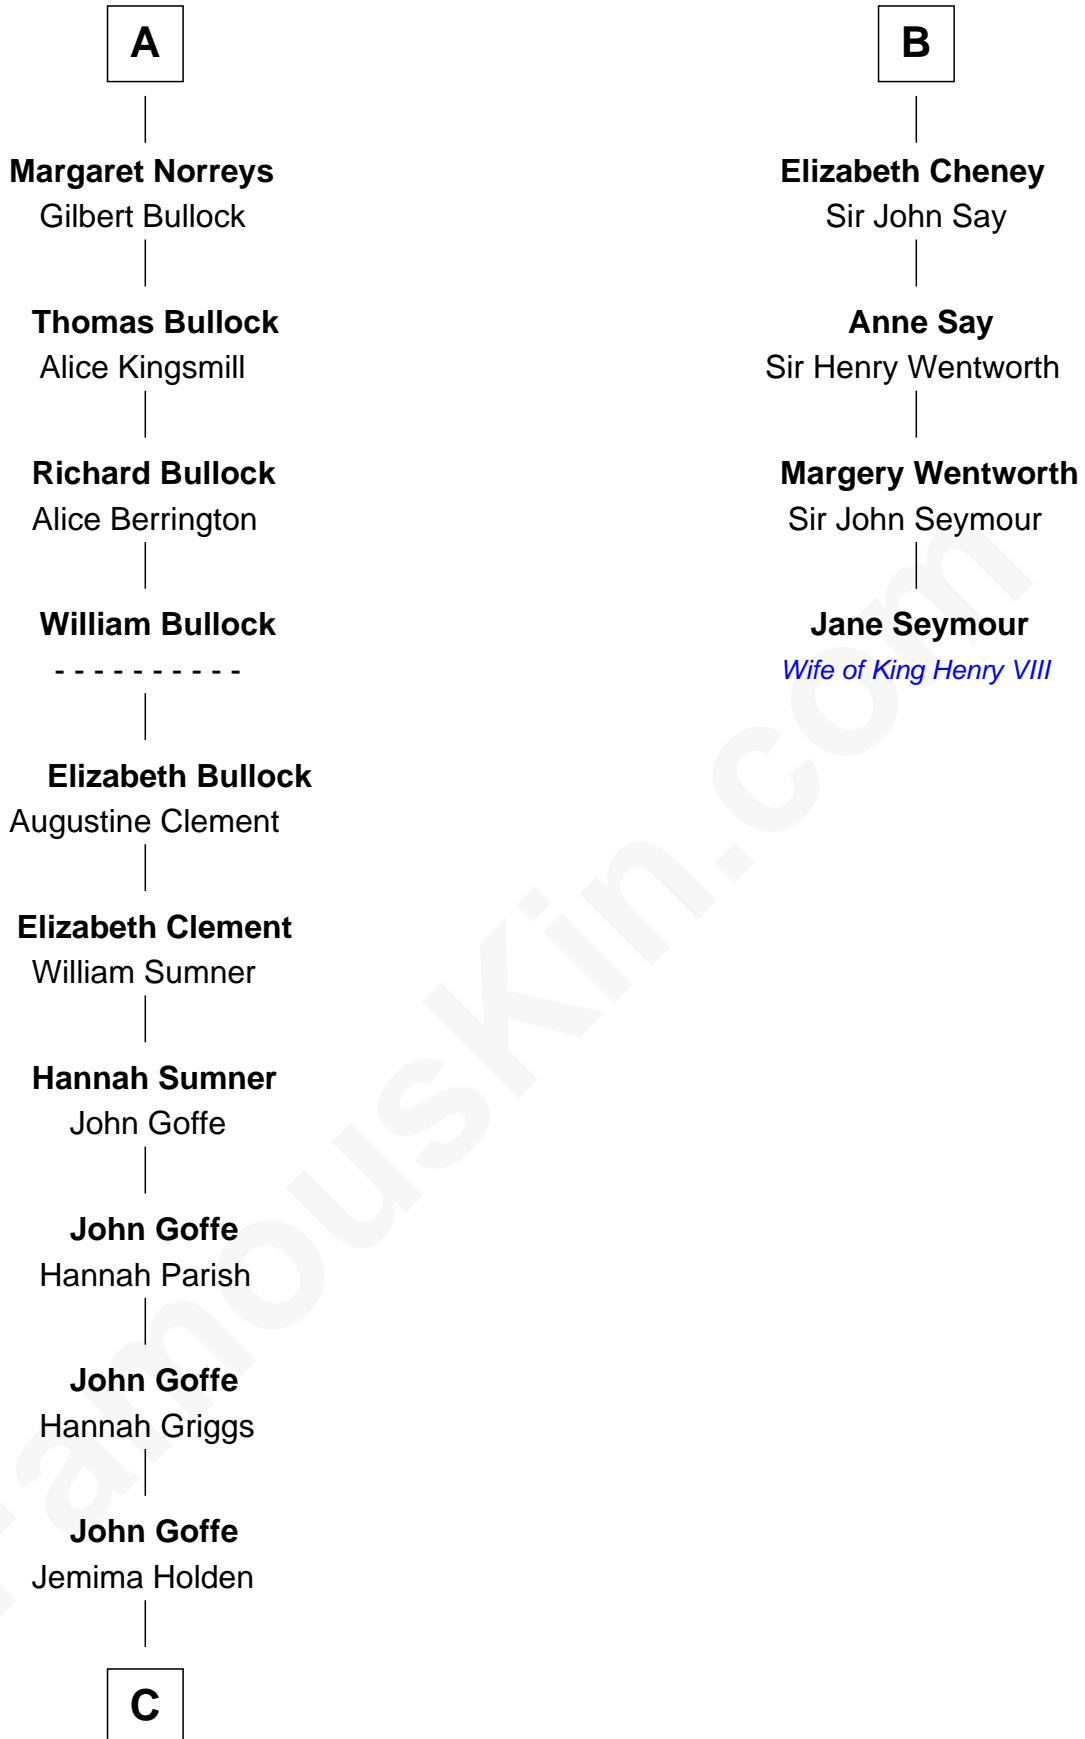 A
Margaret Norreys
Gilbert Bullock
Thomas Bullock
Alice Kingsmill
Richard Bullock
Alice Berrington
William Bullock
- - - - - - - - - -
Elizabeth Bullock
Augustine Clement
Elizabeth Clement
William Sumner
Hannah Sumner
John Goffe
John Goffe
Hannah Parish
John Goffe
Hannah Griggs
John Goffe
Jemima Holden
C
B
Elizabeth Cheney
Sir John Say
Anne Say
Sir Henry Wentworth
Margery Wentworth
Sir John Seymour
Jane Seymour
Wife of King Henry VIII
FamousKin.com